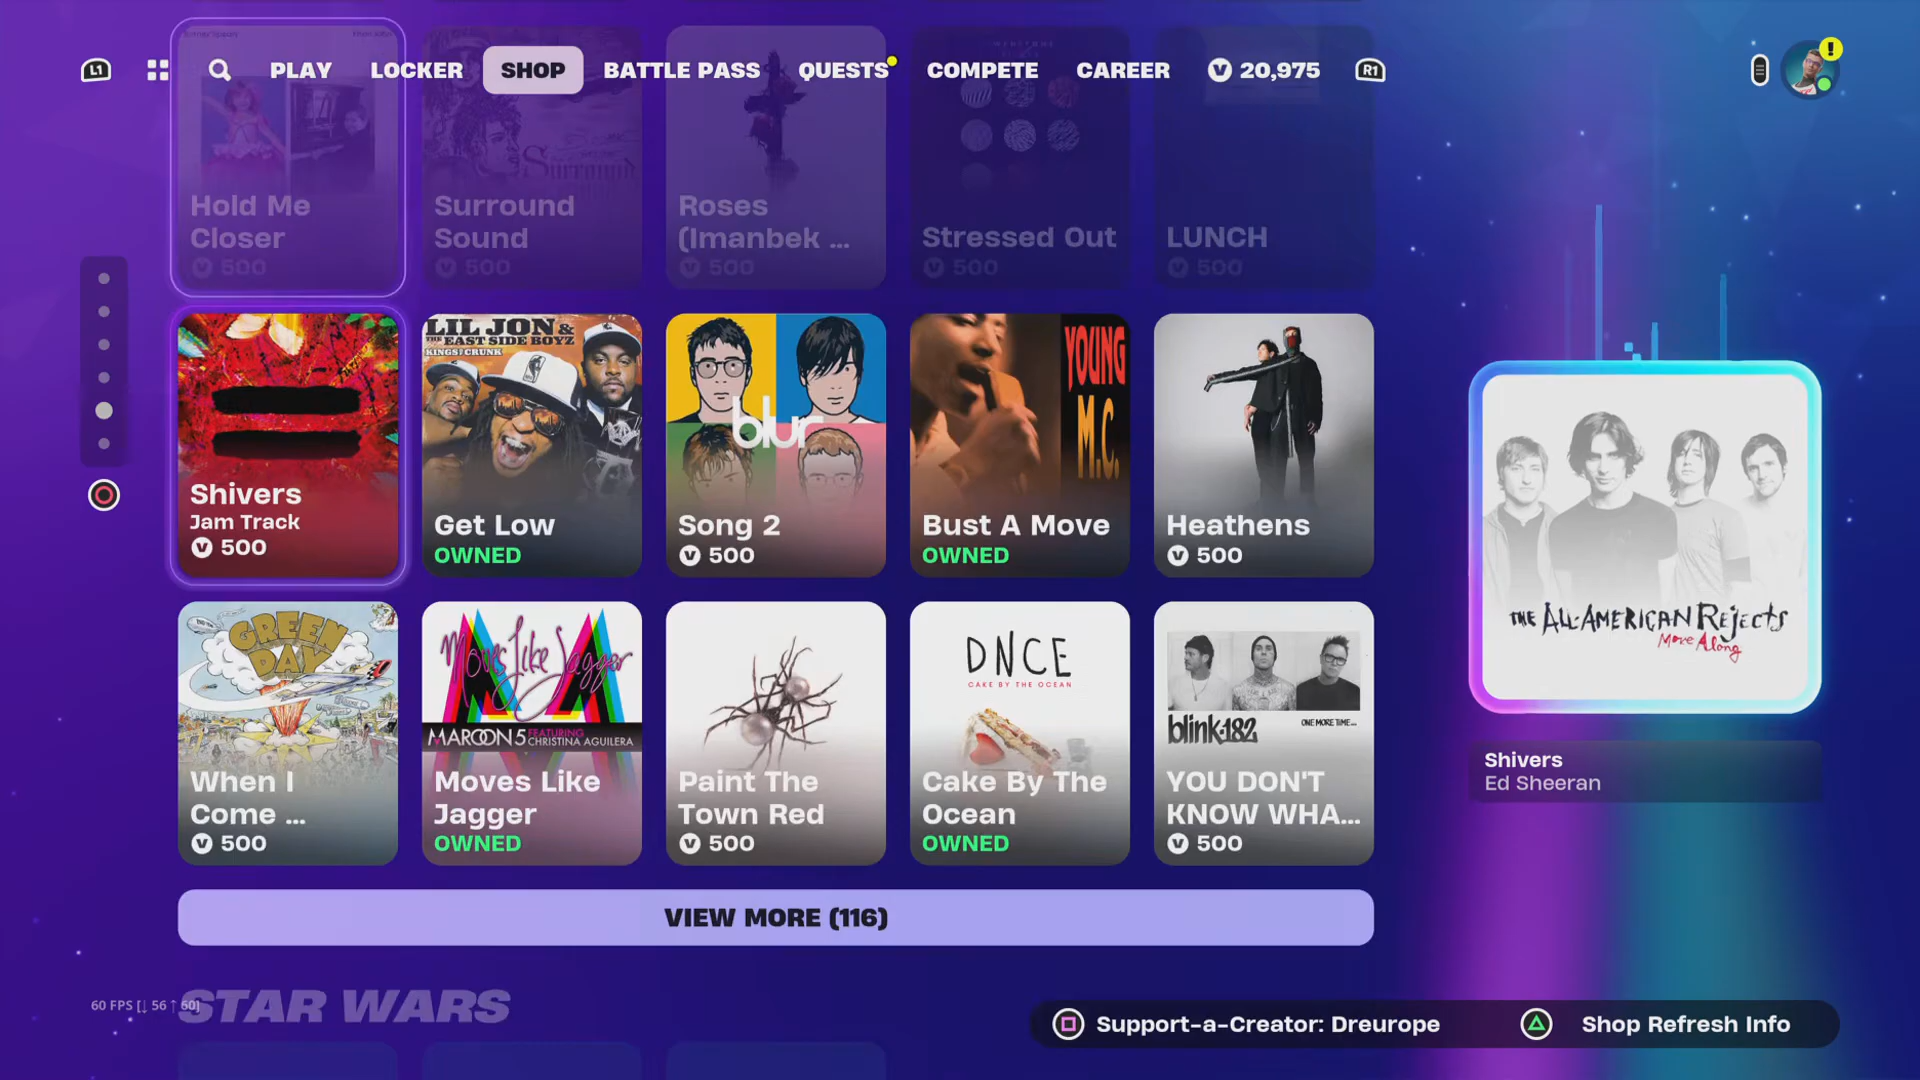 L1
PLAY
LOCKER
SHOP
BATTLE PASS
QUESTS
COMPETE
CAREER
V 20,975
R1
!
Hold Me
Closer
V 500
Surround
Sound
V 500
Roses
(Imanbek ...
V 500
Stressed Out
V 500
LUNCH
V 500
Shivers
Jam Track
V 500
LIL JON &
THE EAST SIDE BOYZ
KINGS OF CRUNK
Get Low
OWNED
blur
Song 2
V 500
YOUNG
M.C.
Bust A Move
OWNED
Heathens
V 500
GREEN
DAY
When I
Come ...
V 500
Moves Like Jagger
MAROON 5 FEATURING
CHRISTINA AGUILERA
Moves Like
Jagger
OWNED
Paint The
Town Red
V 500
DNCE
CAKE BY THE OCEAN
Cake By The
Ocean
OWNED
blink-182
ONE MORE TIME...
YOU DON'T
KNOW WHA...
V 500
THE ALL-AMERICAN REJECTS
Move Along
Shivers
Ed Sheeran
VIEW MORE (116)
STAR WARS
60 FPS [↓ 56 ↑ 60]
Support-a-Creator: Dreurope
Shop Refresh Info